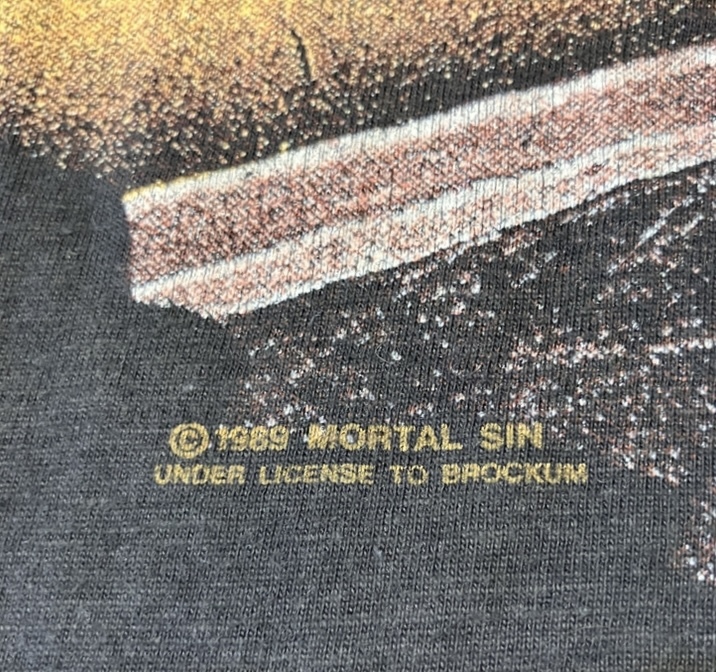 © 1989 MORTAL SIN
UNDER LICENSE TO BROCKUM